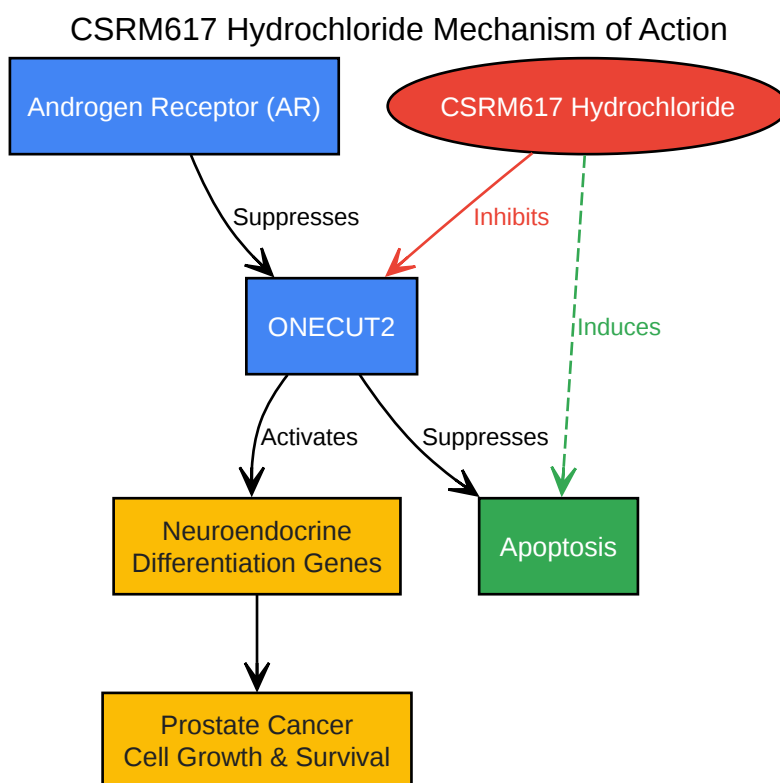 CSRM617 Hydrochloride Mechanism of Action
Androgen Receptor (AR)
CSRM617 Hydrochloride
Suppresses
Inhibits
ONECUT2
Induces
Activates
Suppresses
Neuroendocrine
Differentiation Genes
Apoptosis
Prostate Cancer
Cell Growth & Survival